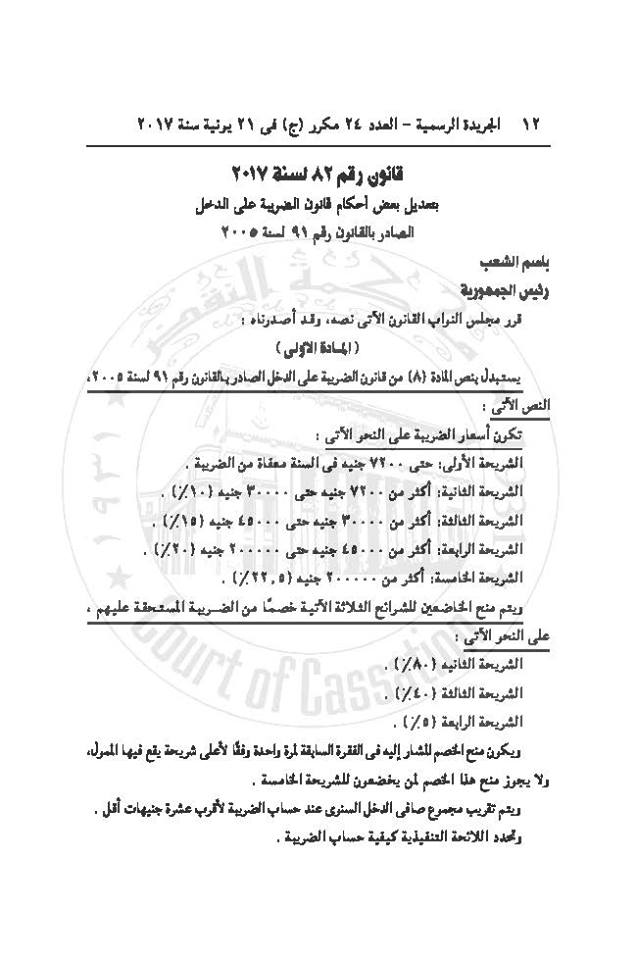 ١٢ الجريدة الرسمية – العدد ٢٤ مكرر (ج) فى ٢١ يونية سنة ٢٠١٧
قانون رقم ٨٢ لسنة ٢٠١٧
بتعديل بعض أحكام قانون الضريبة على الدخل
الصادر بالقانون رقم ٩١ لسنة ٢٠٠٥
باسم الشعب
رئيس الجمهورية
قرر مجلس النواب القانون الآتى نصه، وقد أصدرناه :
(المادة الأولى)
يستبدل بنص المادة (٨) من قانون الضريبة على الدخل الصادر بالقانون رقم ٩١ لسنة ٢٠٠٥،
النص الآتى :
تكون أسعار الضريبة على النحو الآتى :
الشريحة الأولى: حتى ٧٢٠٠ جنيه فى السنة معفاة من الضريبة .
الشريحة الثانية: أكثر من ٧٢٠٠ جنيه حتى ٣٠٠٠٠ جنيه (١٠٪) .
الشريحة الثالثة: أكثر من ٣٠٠٠٠ جنيه حتى ٤٥٠٠٠ جنيه (١٥٪) .
الشريحة الرابعة: أكثر من ٤٥٠٠٠ جنيه حتى ٢٠٠٠٠٠ جنيه (٢٠٪) .
الشريحة الخامسة: أكثر من ٢٠٠٠٠٠ جنيه (٢٢,٥٪) .
ويتم منح الخاضعين للشرائح الثلاثة الآتية خصمًا من الضريبة المستحقة عليهم ،
على النحو الآتى :
الشريحة الثانيه (٨٠٪) .
الشريحة الثالثة (٤٠٪) .
الشريحة الرابعة (٥٪) .
ويكون منح الخصم المشار إليه فى الفقرة السابقة لمرة واحدة وفقًا لأعلى شريحة يقع فيها الممول،
ولا يجوز منح هذا الخصم لمن يخضعون للشريحة الخامسة .
ويتم تقريب مجموع صافى الدخل السنوى عند حساب الضريبة لأقرب عشرة جنيهات أقل .
وتحدد اللائحة التنفيذية كيفية حساب الضريبة .
محكمة النقض
١٩٣١
1931
Court of Cassation